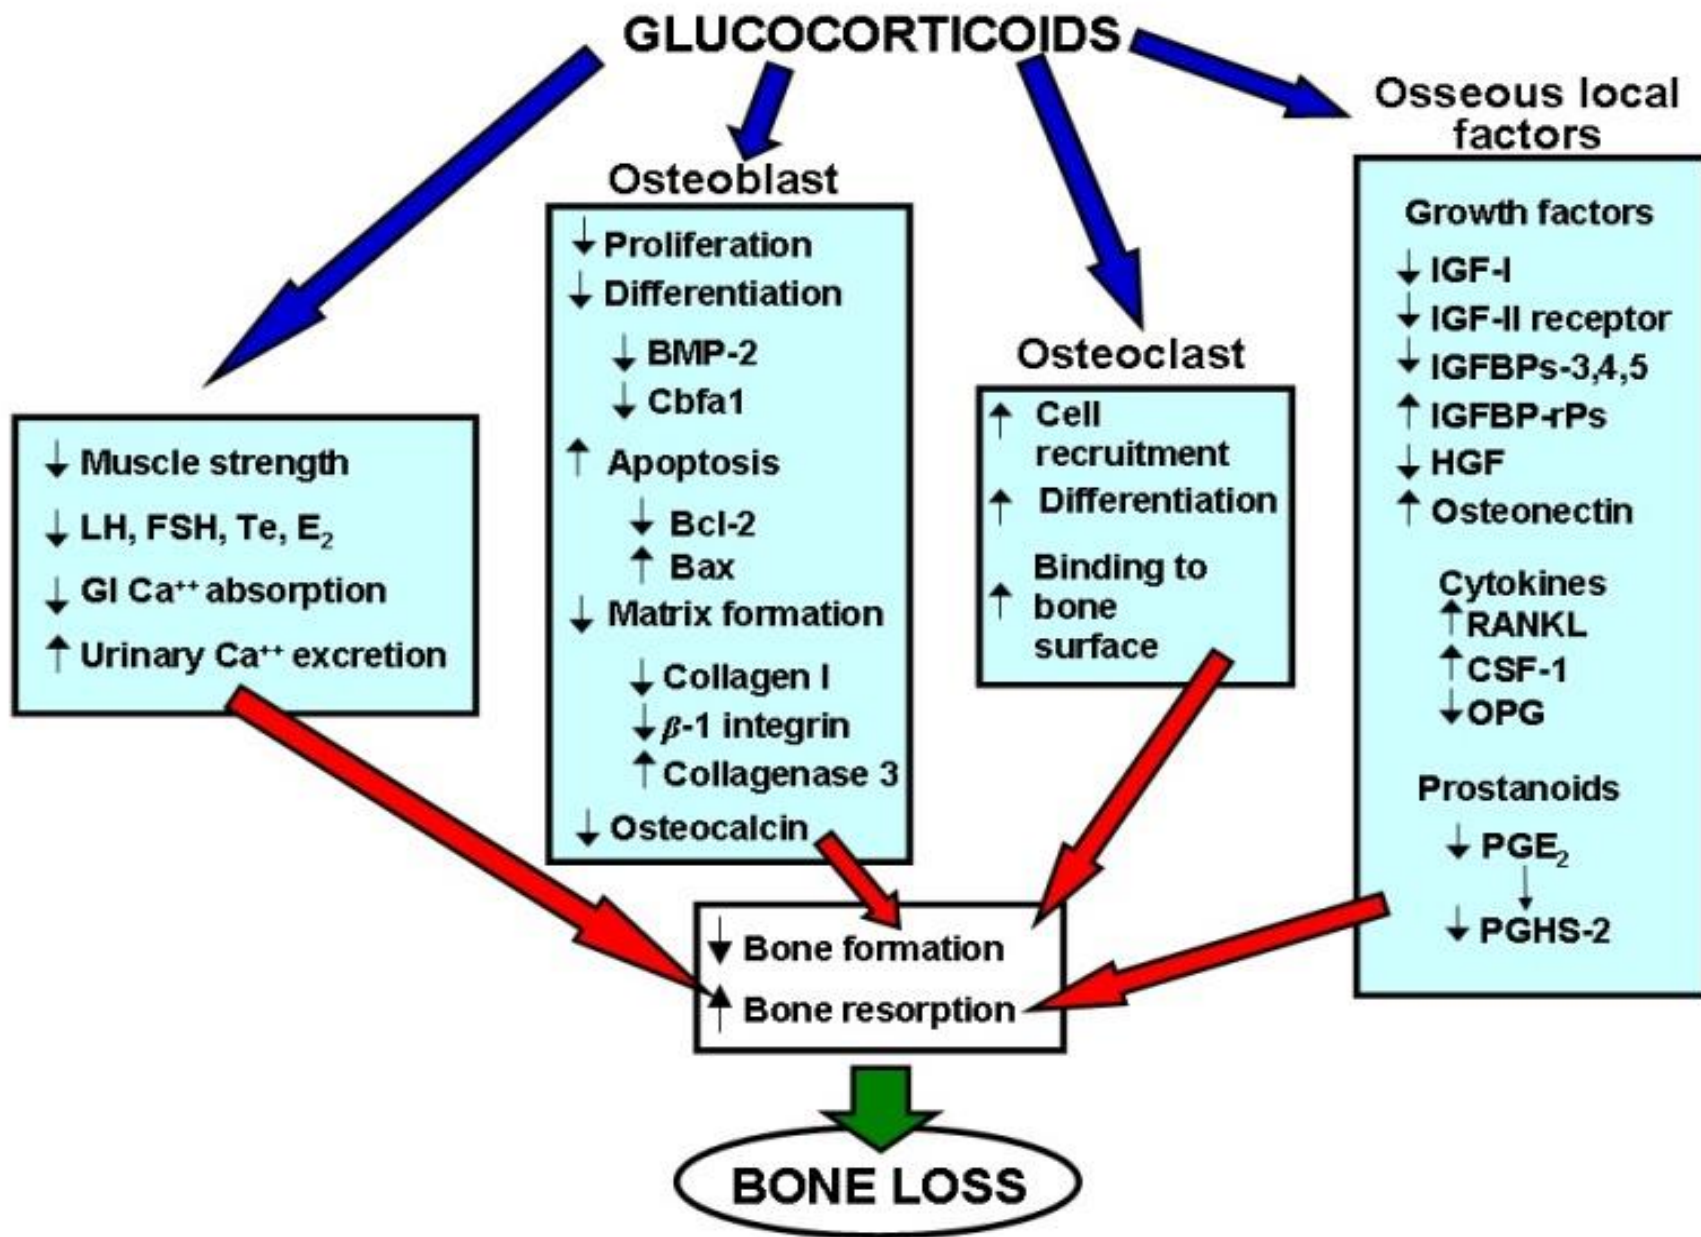 GLUCOCORTICOIDS
↓ Muscle strength
↓ LH, FSH, Te, E₂
↓ GI Ca⁺⁺ absorption
↑ Urinary Ca⁺⁺ excretion
Osteoblast
↓ Proliferation
↓ Differentiation
↓ BMP-2
↓ Cbfa1
↑ Apoptosis
↓ Bcl-2
↑ Bax
↓ Matrix formation
↓ Collagen I
↓ β-1 integrin
↑ Collagenase 3
↓ Osteocalcin
Osteoclast
↑ Cell
recruitment
↑ Differentiation
↑ Binding to
bone
surface
Osseous local
factors
Growth factors
↓ IGF-I
↓ IGF-II receptor
↓ IGFBPs-3,4,5
↑ IGFBP-rPs
↓ HGF
↑ Osteonectin
Cytokines
↑ RANKL
↑ CSF-1
↓ OPG
Prostanoids
↓ PGE₂
↓
↓ PGHS-2
↓ Bone formation
↑ Bone resorption
BONE LOSS